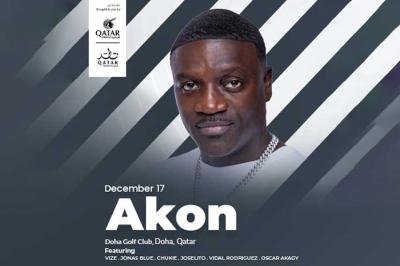 QATAR
QATAR
December 17
Akon
Doha Golf Club, Doha, Qatar
Featuring
VIZE . JONAS BLUE . CHUKIE . JOSELITO . VIDAL RODRIGUEZ . OSCAR AKAGY